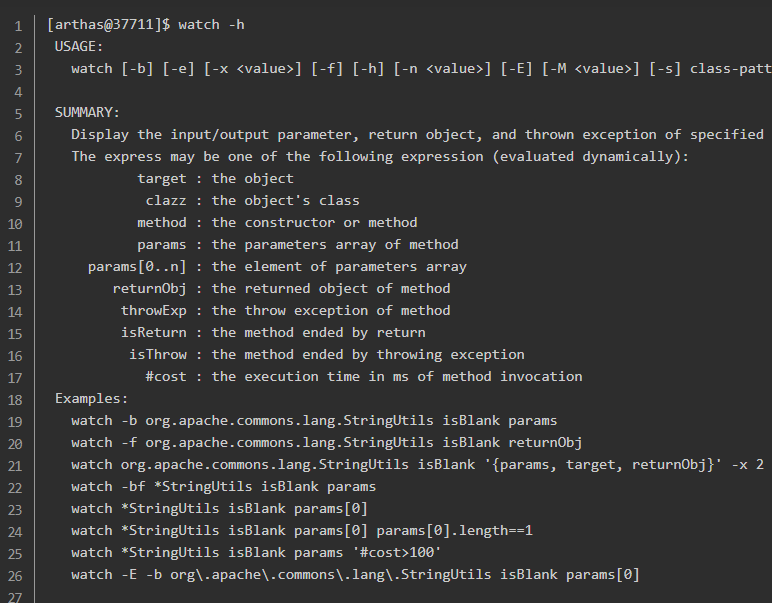 1 [arthas@37711]$ watch -h
2  USAGE:
3    watch [-b] [-e] [-x <value>] [-f] [-h] [-n <value>] [-E] [-M <value>] [-s] class-patt
4
5  SUMMARY:
6    Display the input/output parameter, return object, and thrown exception of specified
7    The express may be one of the following expression (evaluated dynamically):
8            target : the object
9             clazz : the object's class
10            method : the constructor or method
11            params : the parameters array of method
12      params[0..n] : the element of parameters array
13         returnObj : the returned object of method
14          throwExp : the throw exception of method
15          isReturn : the method ended by return
16           isThrow : the method ended by throwing exception
17             #cost : the execution time in ms of method invocation
18  Examples:
19    watch -b org.apache.commons.lang.StringUtils isBlank params
20    watch -f org.apache.commons.lang.StringUtils isBlank returnObj
21    watch org.apache.commons.lang.StringUtils isBlank '{params, target, returnObj}' -x 2
22    watch -bf *StringUtils isBlank params
23    watch *StringUtils isBlank params[0]
24    watch *StringUtils isBlank params[0] params[0].length==1
25    watch *StringUtils isBlank params '#cost>100'
26    watch -E -b org\.apache\.commons\.lang\.StringUtils isBlank params[0]
27